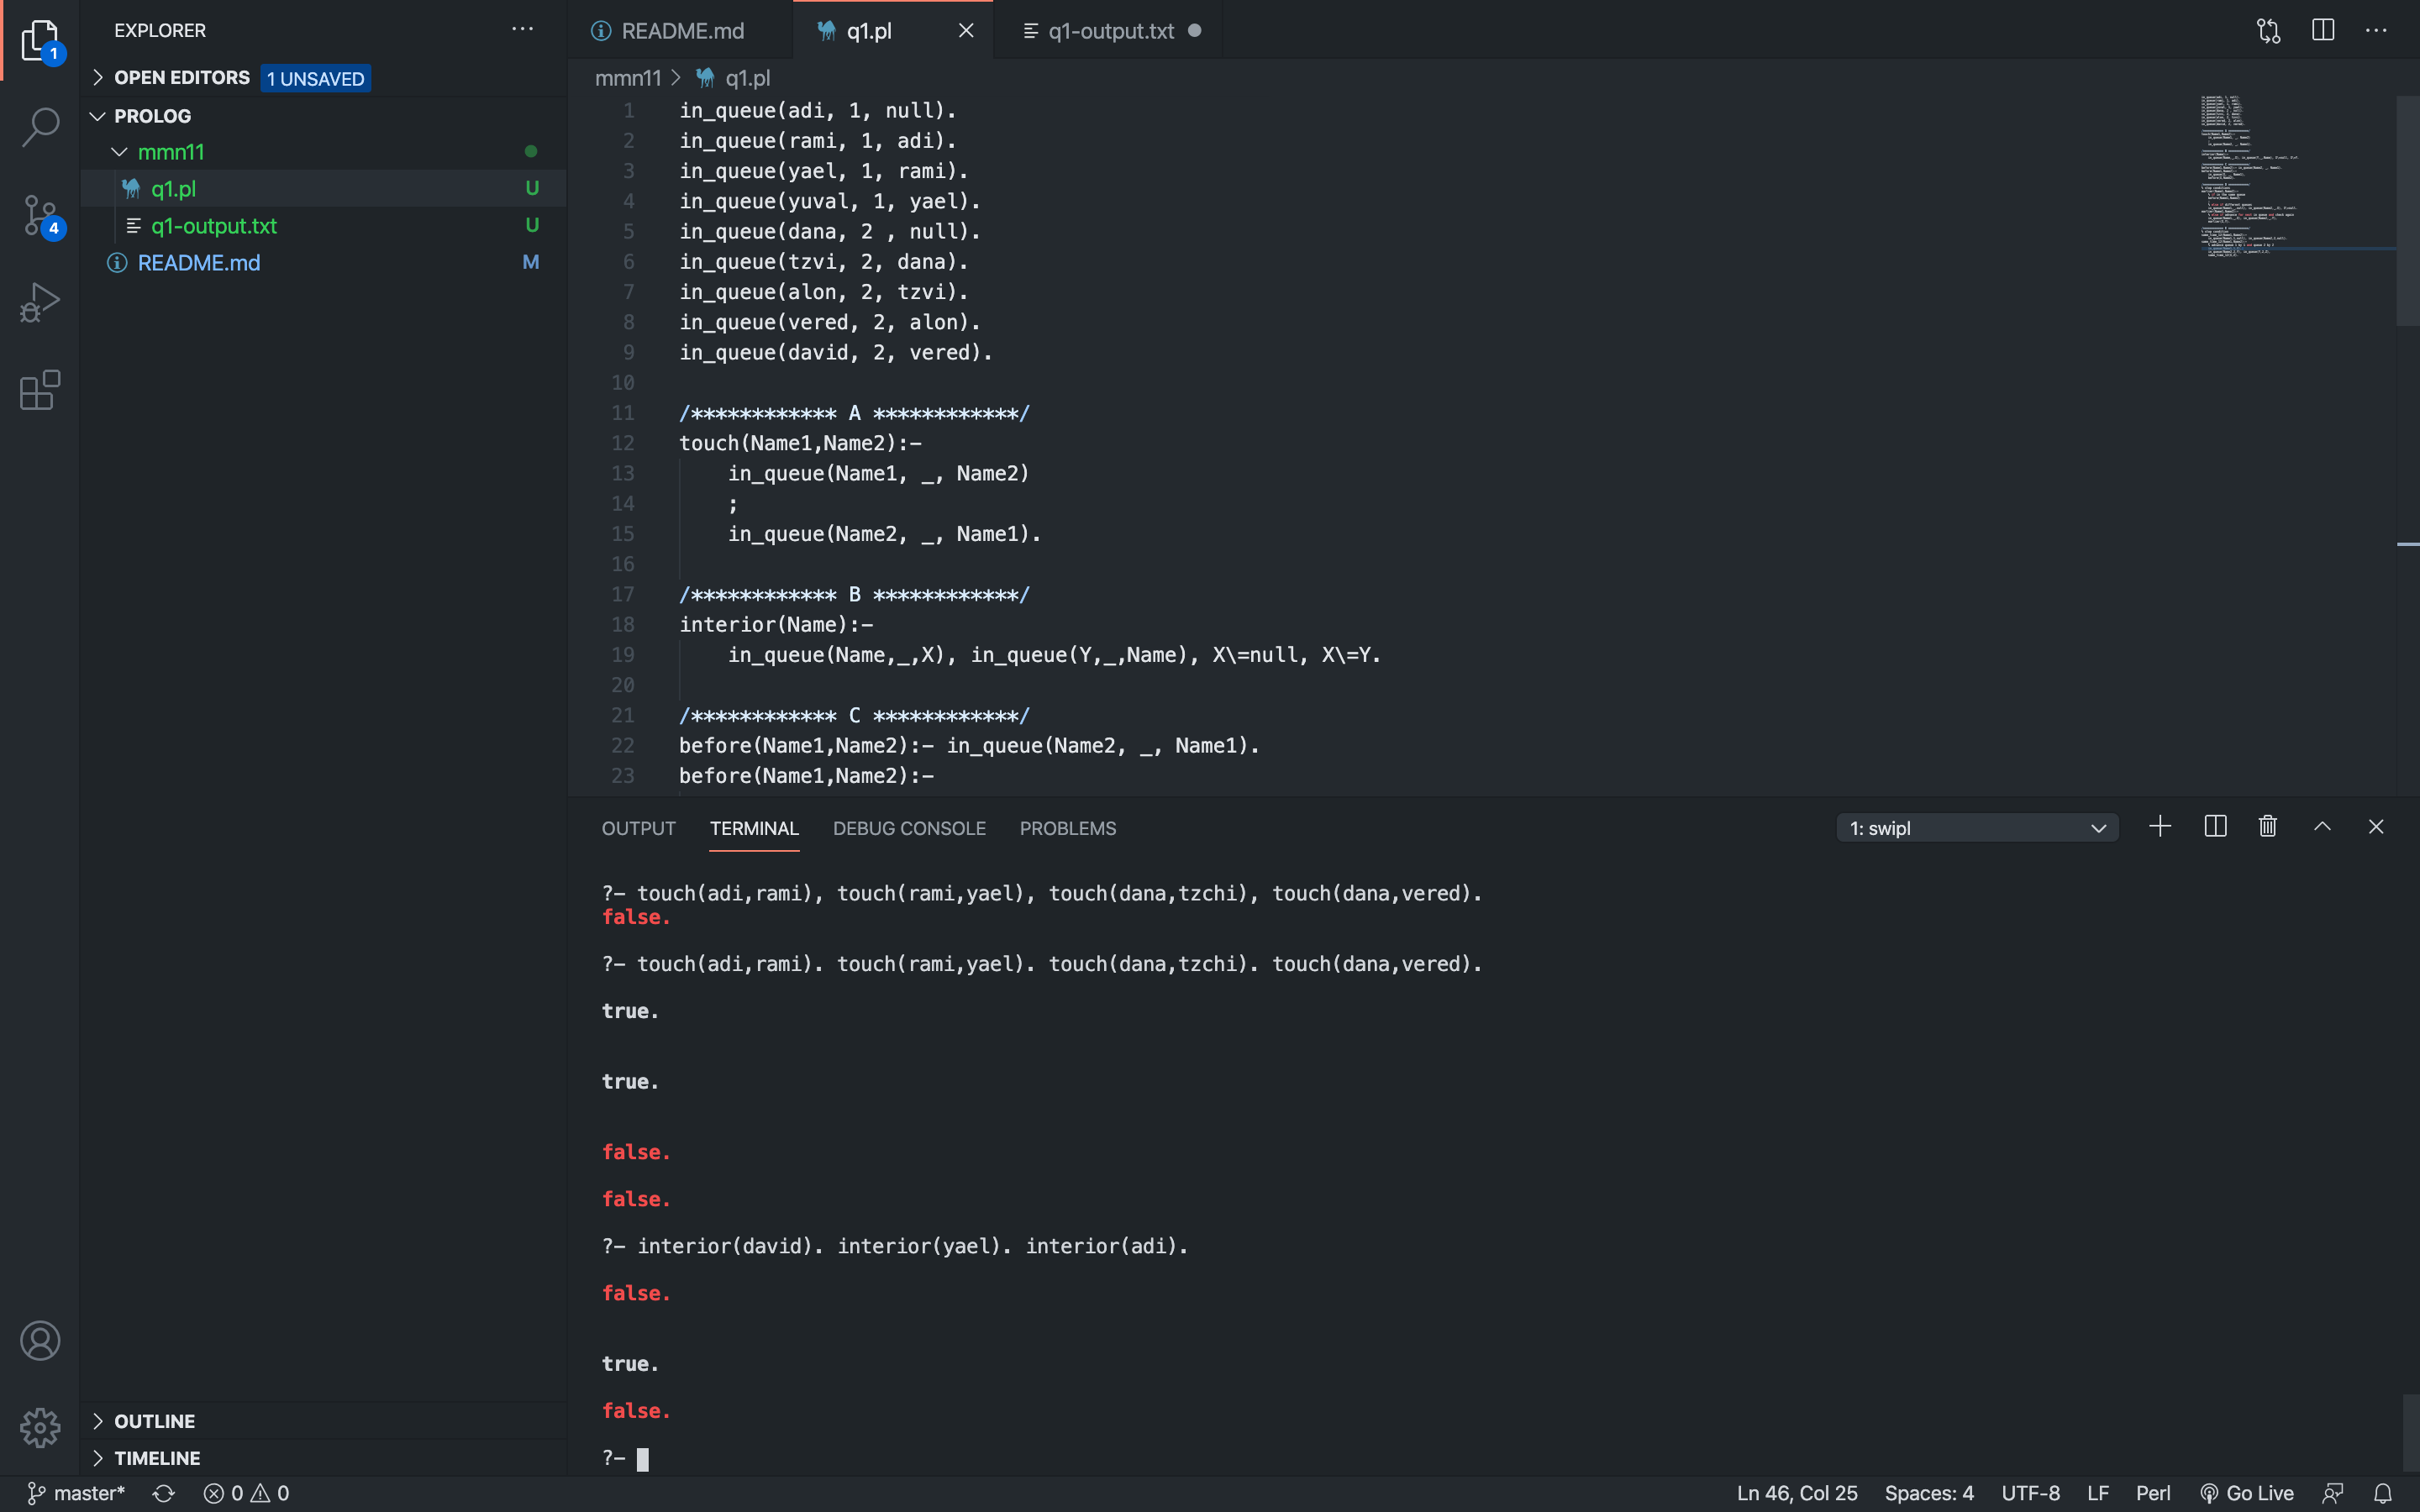 EXPLORER
OPEN EDITORS 1 UNSAVED
PROLOG
mmn11
q1.pl U
q1-output.txt U
README.md M
OUTLINE
TIMELINE
1
4
README.md q1.pl q1-output.txt
mmn11 q1.pl
1 in_queue(adi, 1, null).
2 in_queue(rami, 1, adi).
3 in_queue(yael, 1, rami).
4 in_queue(yuval, 1, yael).
5 in_queue(dana, 2 , null).
6 in_queue(tzvi, 2, dana).
7 in_queue(alon, 2, tzvi).
8 in_queue(vered, 2, alon).
9 in_queue(david, 2, vered).
10
11 /************ A ************/
12 touch(Name1,Name2):-
13 in_queue(Name1, _, Name2)
14 ;
15 in_queue(Name2, _, Name1).
16
17 /************ B ************/
18 interior(Name):-
19 in_queue(Name,_,X), in_queue(Y,_,Name), X\=null, X\=Y.
20
21 /************ C ************/
22 before(Name1,Name2):- in_queue(Name2, _, Name1).
23 before(Name1,Name2):-
OUTPUT TERMINAL DEBUG CONSOLE PROBLEMS 1: swipl
?- touch(adi,rami), touch(rami,yael), touch(dana,tzchi), touch(dana,vered).
false.
?- touch(adi,rami). touch(rami,yael). touch(dana,tzchi). touch(dana,vered).
true.
true.
false.
false.
?- interior(david). interior(yael). interior(adi).
false.
true.
false.
?-
master* 0 0 Ln 46, Col 25 Spaces: 4 UTF-8 LF Perl Go Live